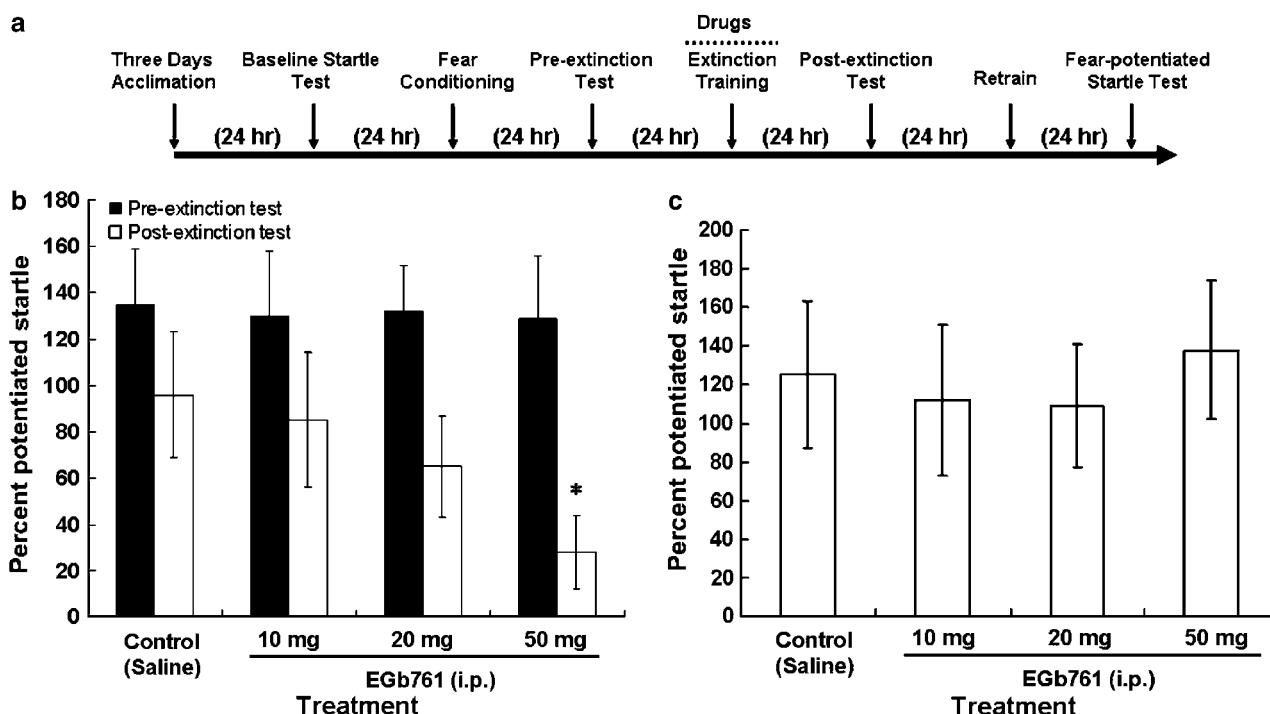 a
Drugs
Three Days
Acclimation
Baseline Startle
Test
Fear
Conditioning
Pre-extinction
Test
Extinction
Training
Post-extinction
Test
Retrain
Fear-potentiated
Startle Test
(24 hr) (24 hr) (24 hr) (24 hr) (24 hr) (24 hr) (24 hr)
b
Percent potentiated startle
180
160
140
120
100
80
60
40
20
0
Pre-extinction test
Post-extinction test
*
Control
(Saline)
10 mg 20 mg 50 mg
EGb761 (i.p.)
Treatment
c
Percent potentiated startle
200
180
160
140
120
100
80
60
40
20
0
Control
(Saline)
10 mg 20 mg 50 mg
EGb761 (i.p.)
Treatment